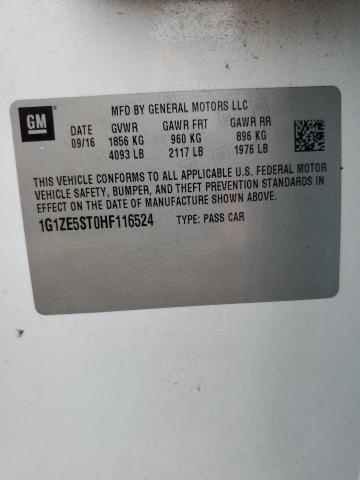 GM
MFD BY GENERAL MOTORS LLC
DATE GVWR GAWR FRT GAWR RR
09/16 1856 KG 960 KG 896 KG
4093 LB 2117 LB 1976 LB
THIS VEHICLE CONFORMS TO ALL APPLICABLE U.S. FEDERAL MOTOR
VEHICLE SAFETY, BUMPER, AND THEFT PREVENTION STANDARDS IN
EFFECT ON THE DATE OF MANUFACTURE SHOWN ABOVE.
1G1ZE5ST0HF116524 TYPE: PASS CAR